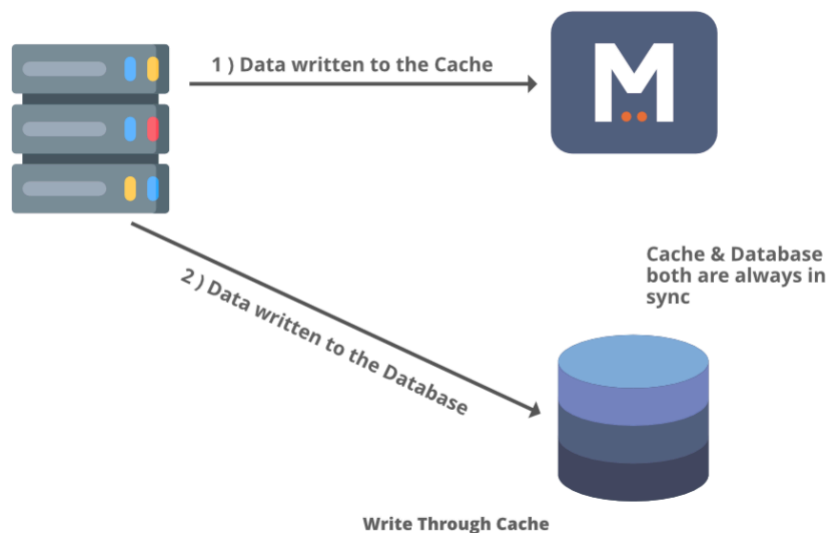 1 ) Data written to the Cache
M
Cache & Database
both are always in
sync
2 ) Data written to the Database
Write Through Cache